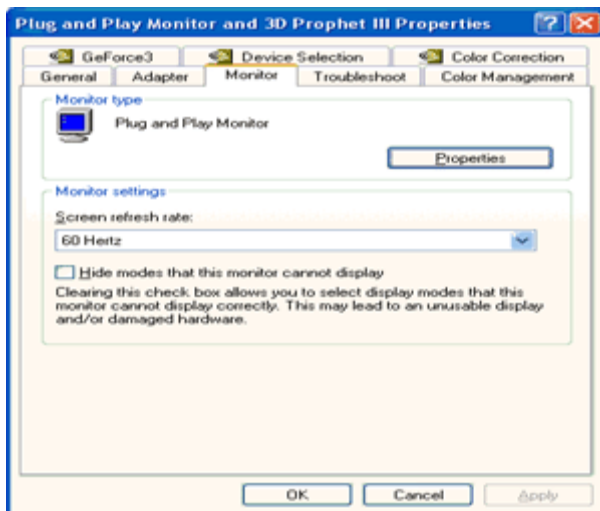 Plug and Play Monitor and 3D Prophet III Properties
GeForce3 Device Selection Color Correction
General Adapter Monitor Troubleshoot Color Management
Monitor type
Plug and Play Monitor
Properties
Monitor settings
Screen refresh rate:
60 Hertz
Hide modes that this monitor cannot display
Clearing this check box allows you to select display modes that this
monitor cannot display correctly. This may lead to an unusable display
and/or damaged hardware.
OK Cancel Apply